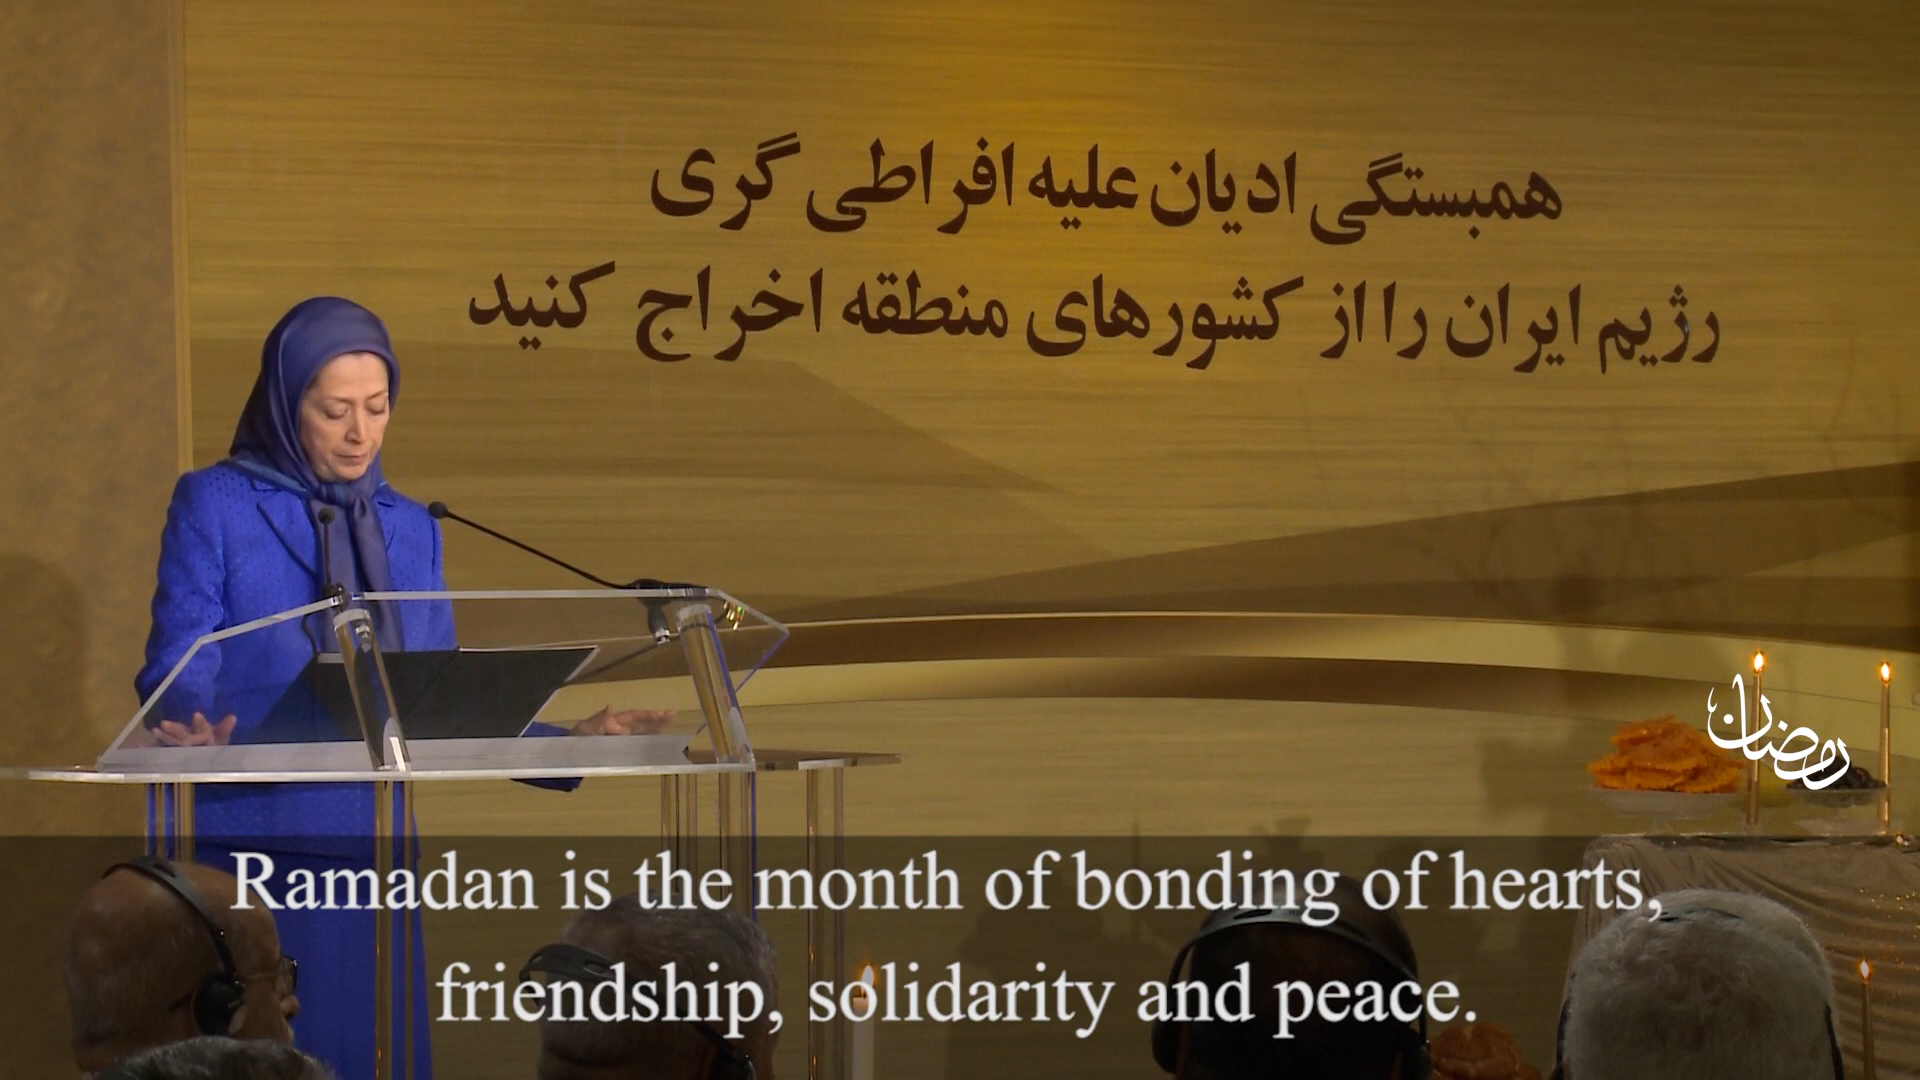 همبستگی ادیان علیه افراطی گری
رژیم ایران را از کشورهای منطقه اخراج کنید
رمضان
Ramadan is the month of bonding of hearts,
friendship, solidarity and peace.